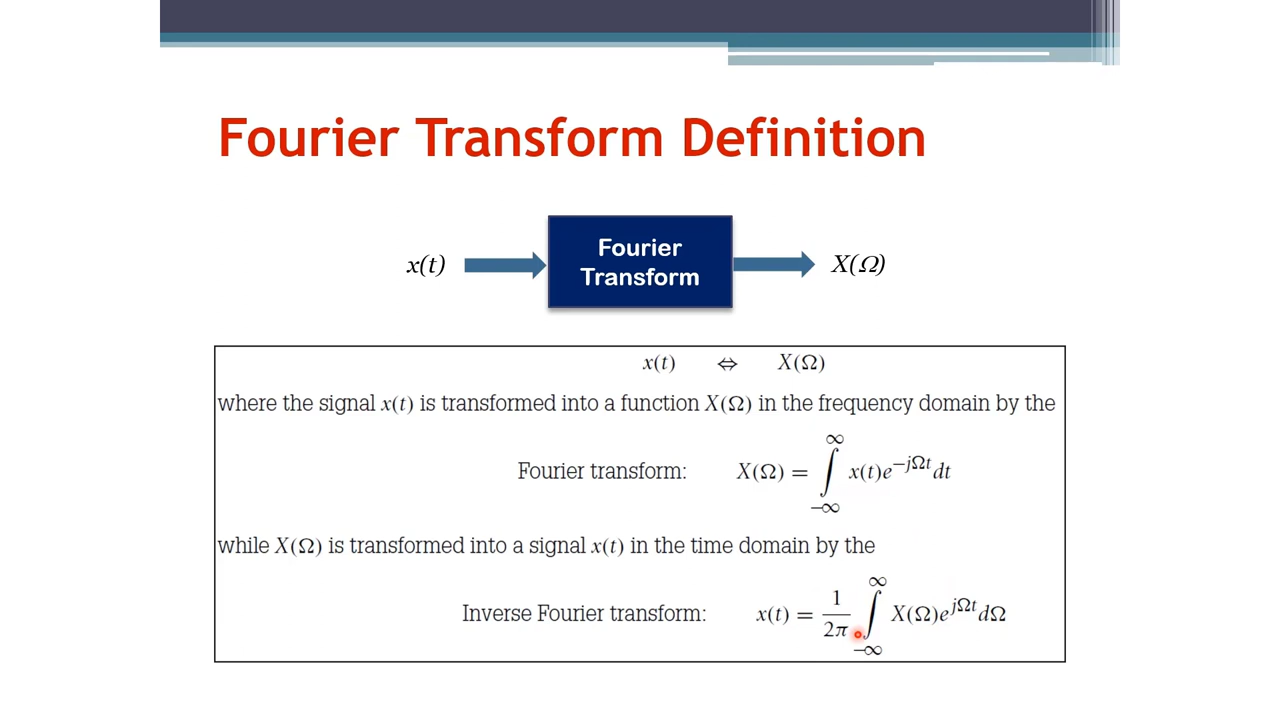 Fourier Transform Definition
x(t) Fourier Transform X(Ω)
x(t) ⇔ X(Ω)
where the signal x(t) is transformed into a function X(Ω) in the frequency domain by the
Fourier transform: X(Ω) = ∫_{−∞}^{∞} x(t)e^{−jΩt} dt
while X(Ω) is transformed into a signal x(t) in the time domain by the
Inverse Fourier transform: x(t) = \frac{1}{2π} ∫_{−∞}^{∞} X(Ω)e^{jΩt} dΩ